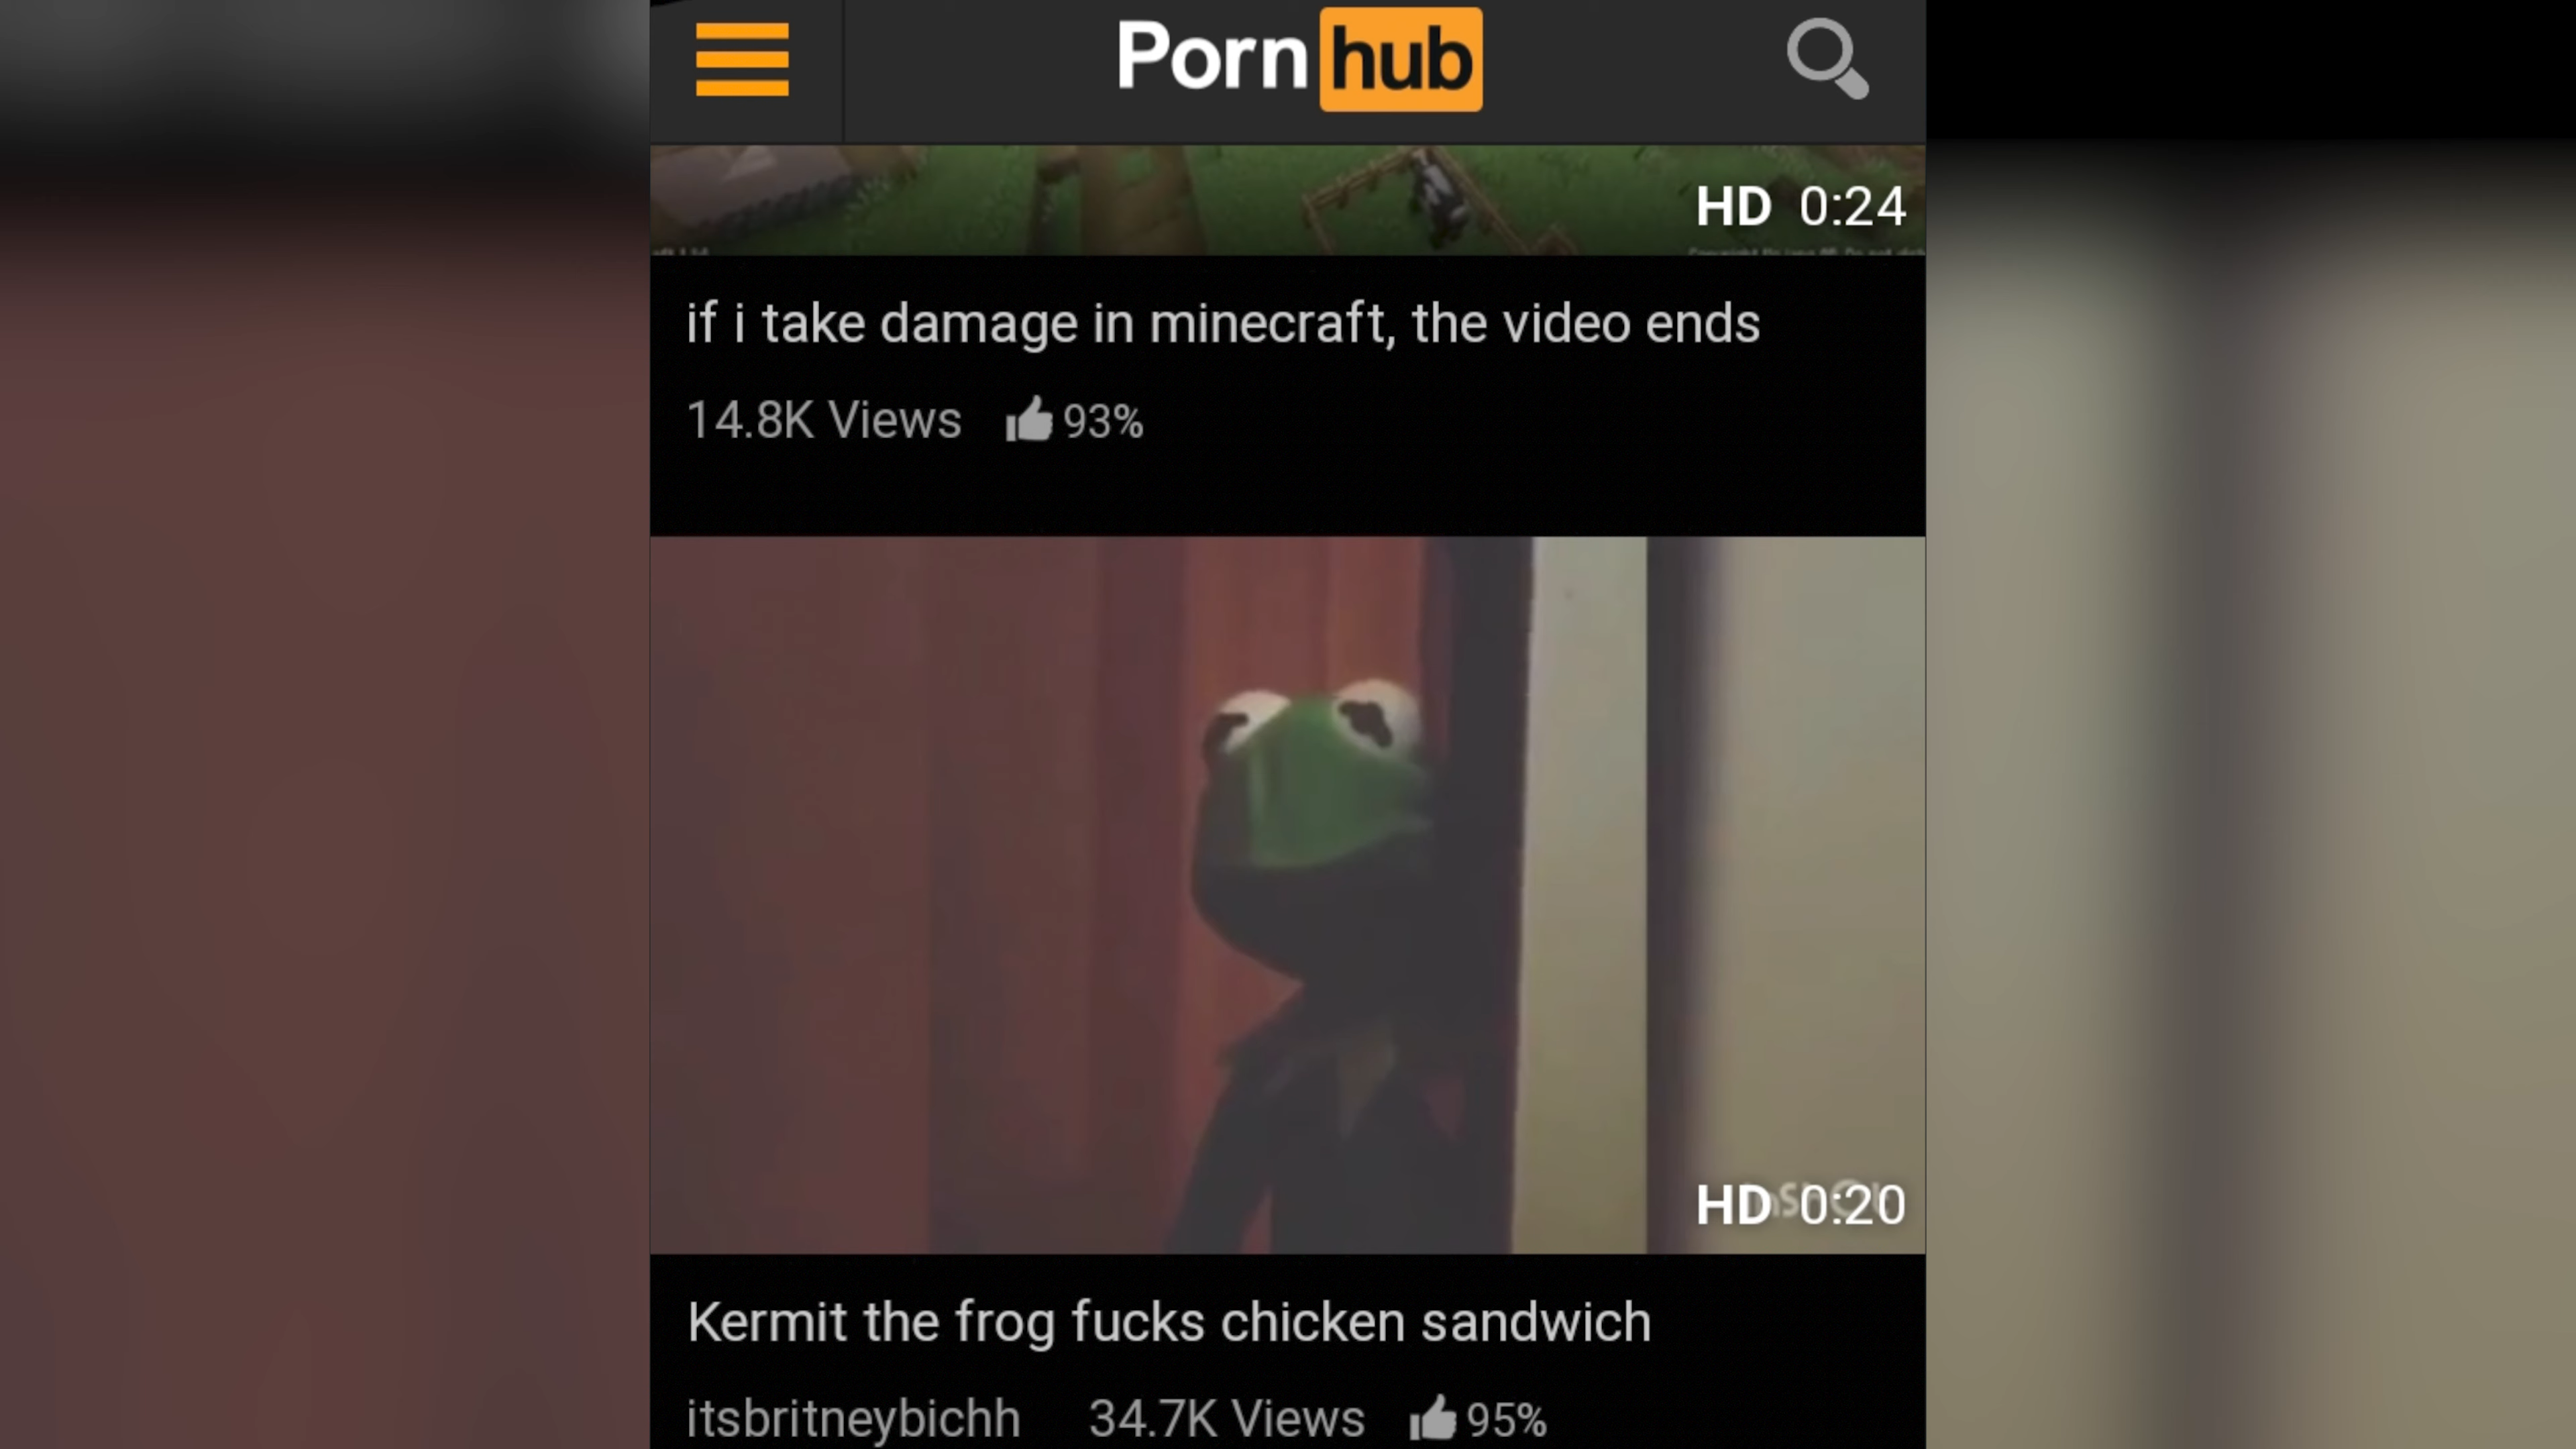 Porn hub
HD 0:24
if i take damage in minecraft, the video ends
14.8K Views 93%
HD 0:20
Kermit the frog fucks chicken sandwich
itsbritneybichh 34.7K Views 95%